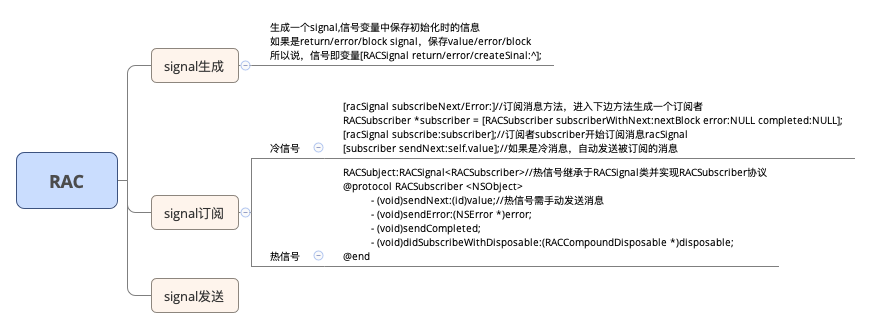 RAC
signal生成
生成一个signal,信号变量中保存初始化时的信息
如果是return/error/block signal，保存value/error/block
所以说，信号即变量[RACSignal return/error/createSinal:^];
signal订阅
冷信号
[racSignal subscribeNext/Error:]//订阅消息方法，进入下边方法生成一个订阅者
RACSubscriber *subscriber = [RACSubscriber subscriberWithNext:nextBlock error:NULL completed:NULL];
[racSignal subscribe:subscriber];//订阅者subscriber开始订阅消息racSignal
[subscriber sendNext:self.value];//如果是冷消息，自动发送被订阅的消息
热信号
RACSubject:RACSignal<RACSubscriber>//热信号继承于RACSignal类并实现RACSubscriber协议
@protocol RACSubscriber <NSObject>
- (void)sendNext:(id)value;//热信号需手动发送消息
- (void)sendError:(NSError *)error;
- (void)sendCompleted;
- (void)didSubscribeWithDisposable:(RACCompoundDisposable *)disposable;
@end
signal发送